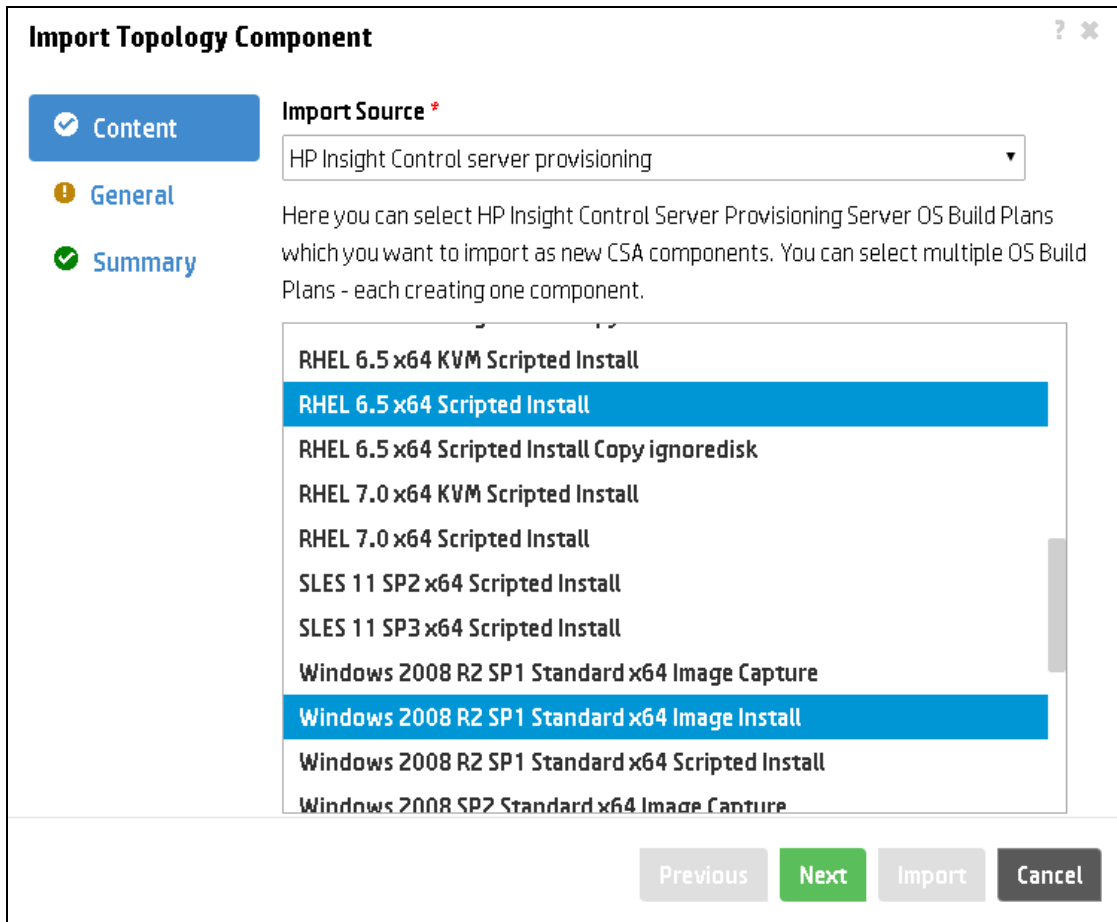 Import Topology Component
? ✖
Content
General
Summary
Import Source *
HP Insight Control server provisioning
Here you can select HP Insight Control Server Provisioning Server OS Build Plans
which you want to import as new CSA components. You can select multiple OS Build
Plans - each creating one component.
RHEL 6.5 x64 KVM Scripted Install
RHEL 6.5 x64 Scripted Install
RHEL 6.5 x64 Scripted Install Copy ignoredisk
RHEL 7.0 x64 KVM Scripted Install
RHEL 7.0 x64 Scripted Install
SLES 11 SP2 x64 Scripted Install
SLES 11 SP3 x64 Scripted Install
Windows 2008 R2 SP1 Standard x64 Image Capture
Windows 2008 R2 SP1 Standard x64 Image Install
Windows 2008 R2 SP1 Standard x64 Scripted Install
Windows 2008 SP2 Standard x64 Image Capture
Previous Next Import Cancel